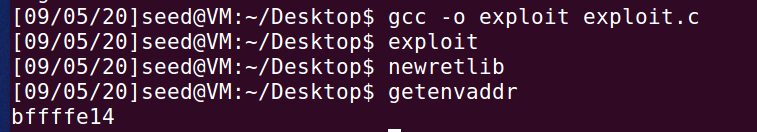 [09/05/20]seed@VM:~/Desktop$ gcc -o exploit exploit.c
[09/05/20]seed@VM:~/Desktop$ exploit
[09/05/20]seed@VM:~/Desktop$ newretlib
[09/05/20]seed@VM:~/Desktop$ getenvaddr
bffffe14